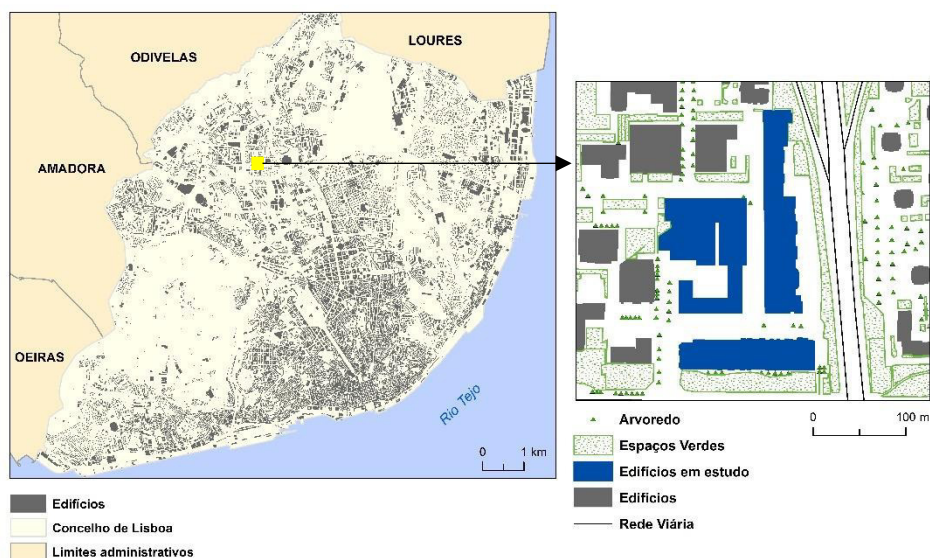 LOURES
ODIVELAS
AMADORA
OEIRAS
Rio Tejo
0 1 km
Edifícios
Concelho de Lisboa
Limites administrativos
0 100 m
Arvoredo
Espaços Verdes
Edifícios em estudo
Edifícios
Rede Viária